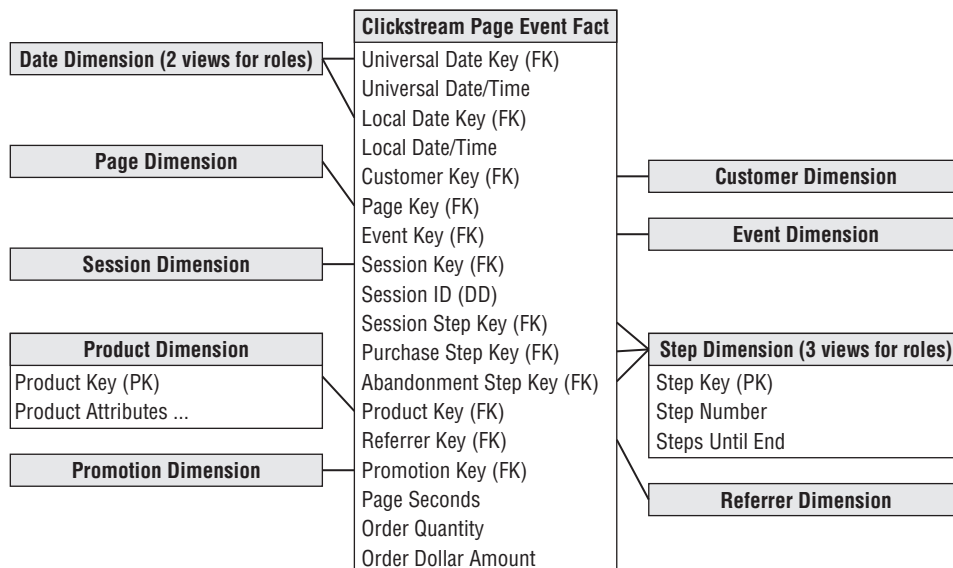 Clickstream Page Event Fact
Universal Date Key (FK)
Universal Date/Time
Local Date Key (FK)
Local Date/Time
Customer Key (FK)
Page Key (FK)
Event Key (FK)
Session Key (FK)
Session ID (DD)
Session Step Key (FK)
Purchase Step Key (FK)
Abandonment Step Key (FK)
Product Key (FK)
Referrer Key (FK)
Promotion Key (FK)
Page Seconds
Order Quantity
Order Dollar Amount
Date Dimension (2 views for roles)
Page Dimension
Session Dimension
Product Dimension
Product Key (PK)
Product Attributes ...
Promotion Dimension
Customer Dimension
Event Dimension
Step Dimension (3 views for roles)
Step Key (PK)
Step Number
Steps Until End
Referrer Dimension